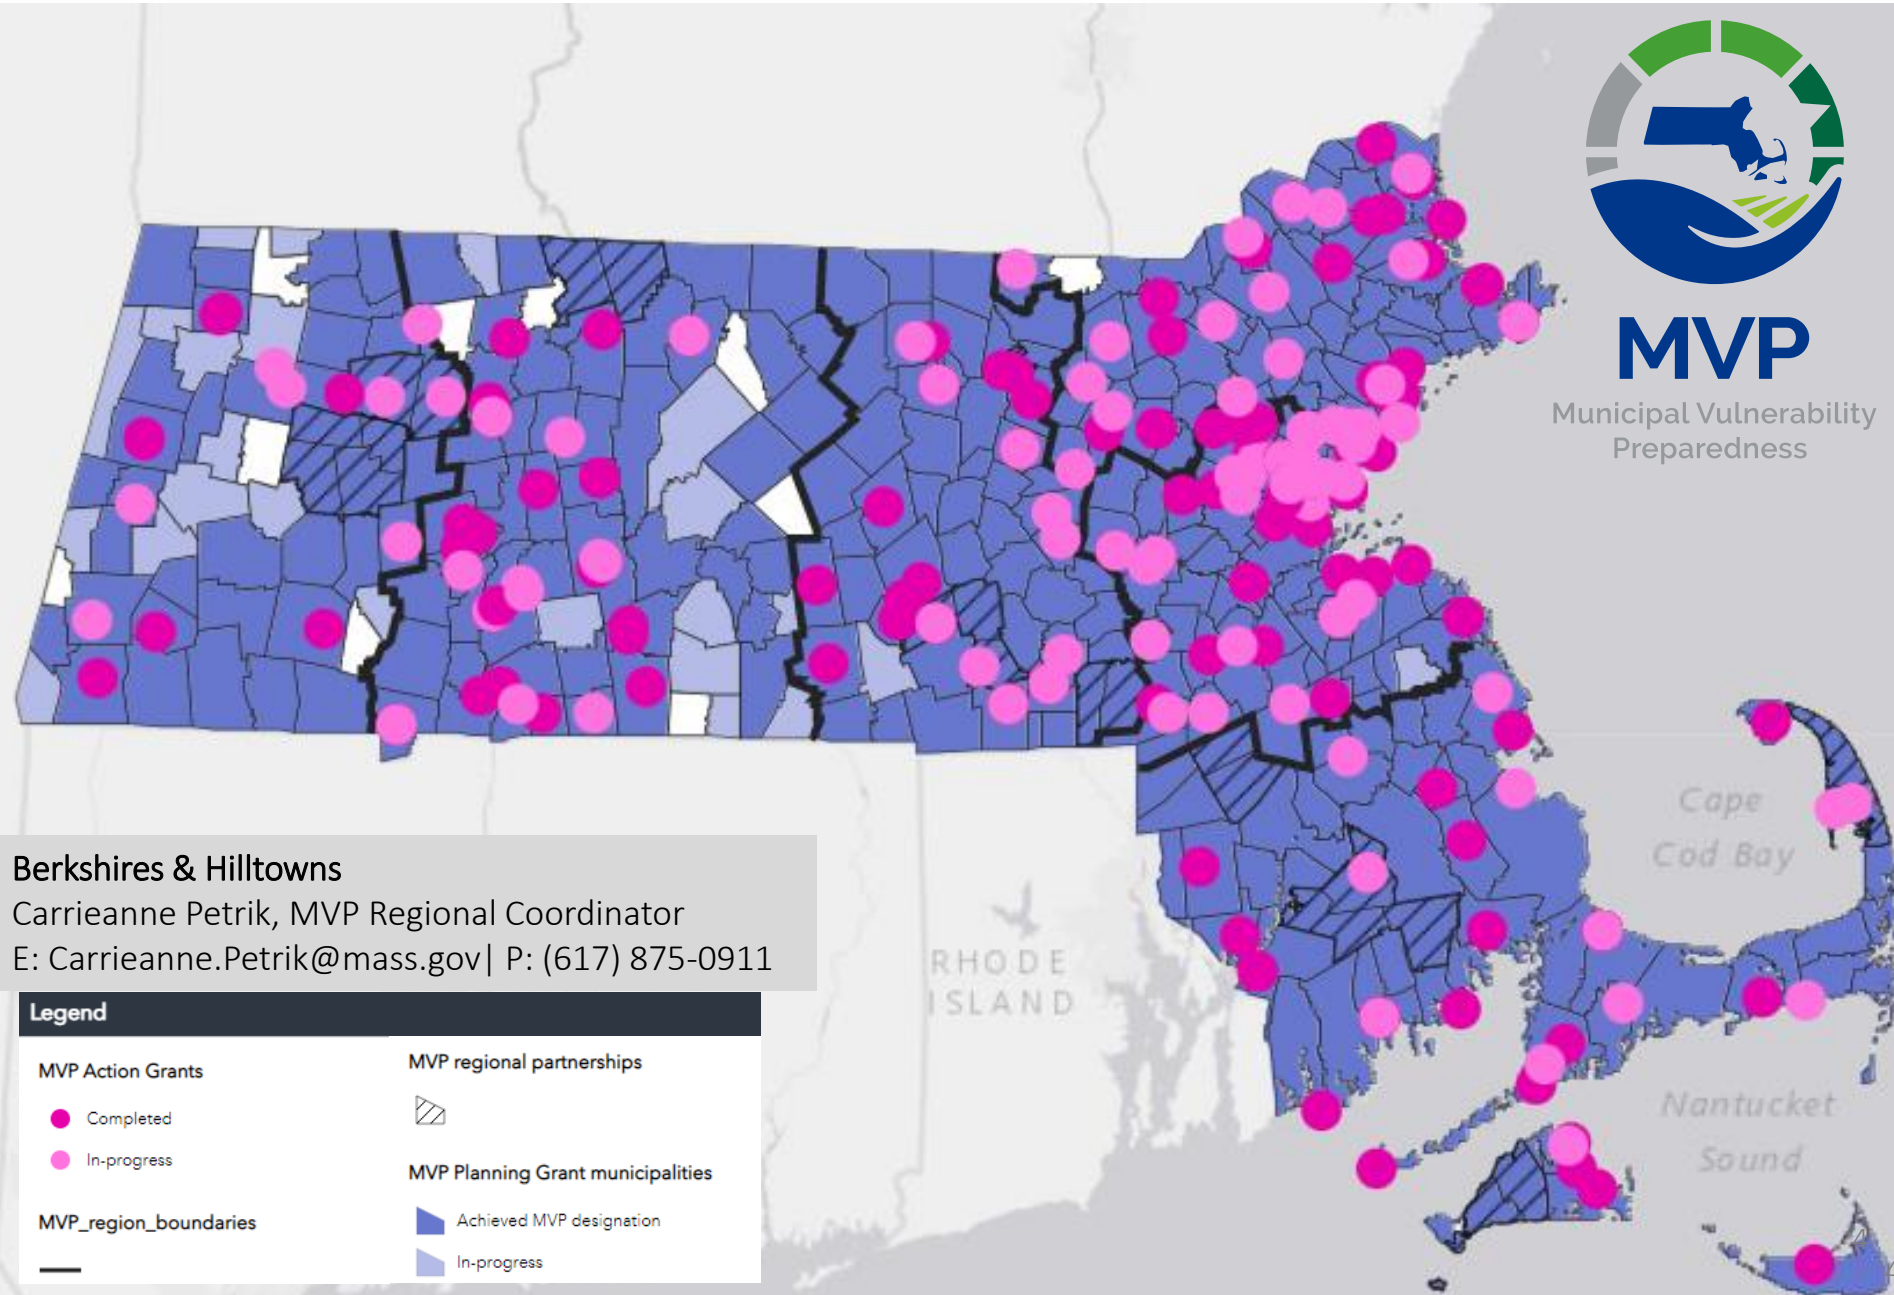 MVP
Municipal Vulnerability
Preparedness
Cape
Cod Bay
Berkshires & Hilltowns
Carrieanne Petrik, MVP Regional Coordinator
E: Carrieanne.Petrik@mass.gov| P: (617) 875-0911
RHODE
ISLAND
Nantucket
Sound
Legend
MVP Action Grants
Completed
In-progress
MVP_region_boundaries
MVP regional partnerships
MVP Planning Grant municipalities
Achieved MVP designation
In-progress